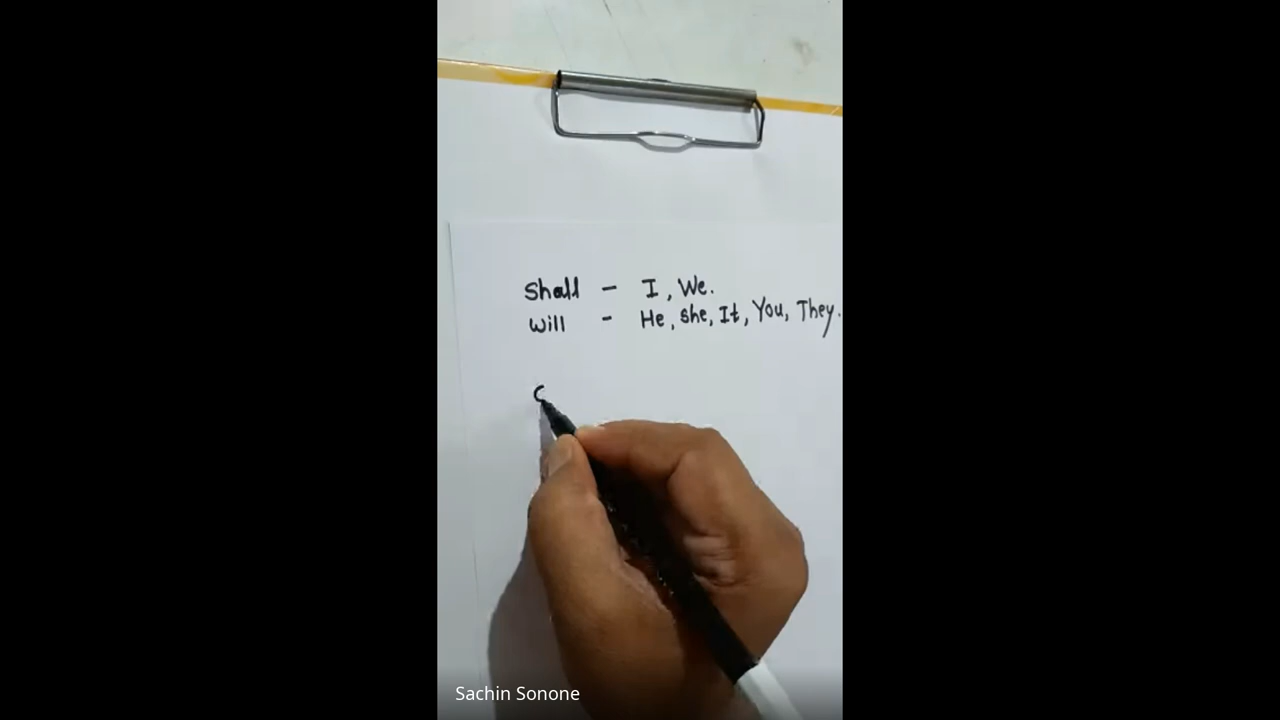 Shall - I, We.
Will - He, She, It, You, They.
Sachin Sonone